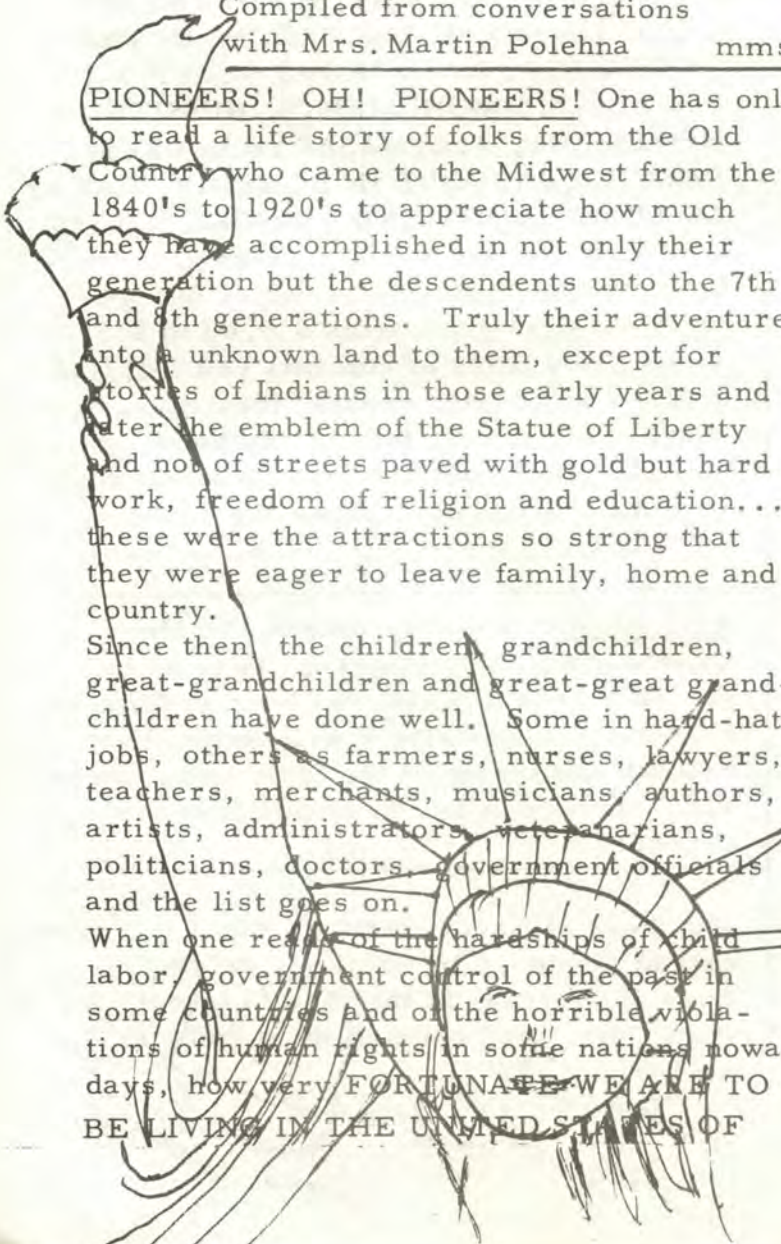 Compiled from conversations
with Mrs. Martin Polehna mms
PIONEERS! OH! PIONEERS! One has onl
to read a life story of folks from the Old
Country who came to the Midwest from the
1840's to 1920's to appreciate how much
they have accomplished in not only their
generation but the descendents unto the 7th
and 8th generations. Truly their adventure
into a unknown land to them, except for
stories of Indians in those early years and
later the emblem of the Statue of Liberty
and not of streets paved with gold but hard
work, freedom of religion and education...
these were the attractions so strong that
they were eager to leave family, home and
country.
Since then the children, grandchildren,
great-grandchildren and great-great grand-
children have done well. Some in hard-hat
jobs, others as farmers, nurses, lawyers,
teachers, merchants, musicians, authors,
artists, administrators, veteranarians,
politicians, doctors, government officials
and the list goes on.
When one reads of the hardships of child
labor, government control of the past in
some countries and of the horrible viola-
tions of human rights in some nations nowa
days, how very FORTUNATE WE ARE TO
BE LIVING IN THE UNITED STATES OF